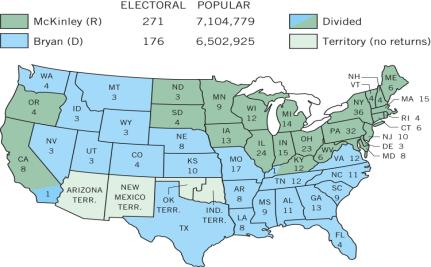 ELECTORAL POPULAR
McKinley (R) 271 7,104,779 Divided
Bryan (D) 176 6,502,925 Territory (no returns)
WA
4
OR
4
CA
8
1
NV
3
ID
3
MT
3
WY
3
UT
3
CO
4
ARIZONA
TERR.
NEW
MEXICO
TERR.
ND
3
SD
4
NE
8
KS
10
OK
TERR.
IND.
TERR.
TX
MN
9
IA
13
MO
17
AR
8
LA
8
WI
12
IL
24
MI
14
IN
15
OH
23
KY
12
1
TN 12
MS
9
AL
11
GA
13
FL
4
SC
9
NC 11
VA 12
WV
6
PA 32
NY
36
NH
4
VT
4
ME
6
MA 15
RI 4
CT 6
NJ 10
DE 3
MD 8